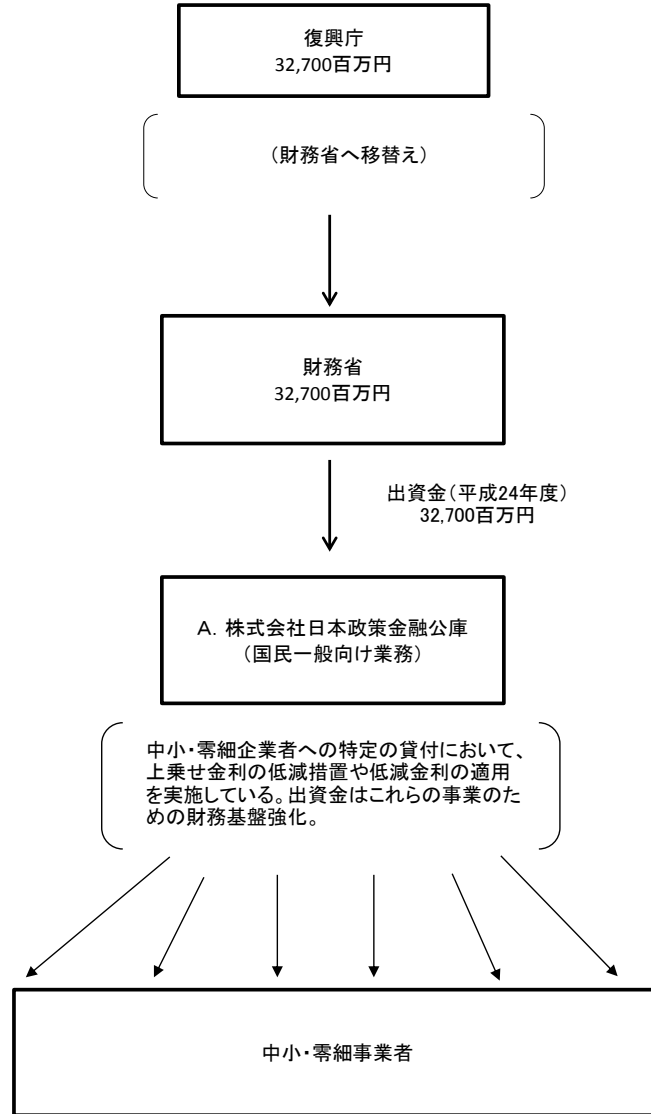 復興庁
32,700百万円
(財務省へ移替え)
財務省
32,700百万円
出資金(平成24年度)
32,700百万円
A. 株式会社日本政策金融公庫
(国民一般向け業務)
中小・零細企業者への特定の貸付において、
上乗せ金利の低減措置や低減金利の適用
を実施している。出資金はこれらの事業のた
めの財務基盤強化。
中小・零細事業者